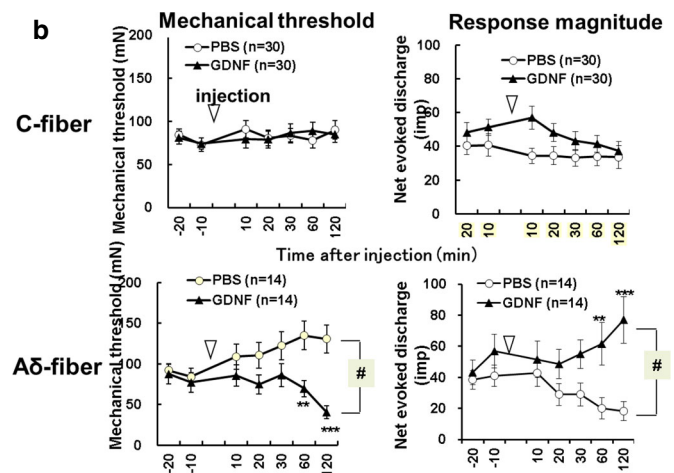 b
Mechanical threshold
Response magnitude
C-fiber
Mechanical threshold (mN)
200
150
100
50
0
PBS (n=30)
GDNF (n=30)
injection
-20 -10 10 20 30 60 120
Net evoked discharge
(imp)
100
80
60
40
20
0
PBS (n=30)
GDNF (n=30)
20 10 10 20 30 60 120
Time after injection (min)
Aδ-fiber
Mechanical threshold (mN)
200
150
100
50
0
PBS (n=14)
GDNF (n=14)
**
***
#
-20 -10 10 20 30 60 120
Net evoked discharge
(imp)
100
80
60
40
20
0
PBS (n=14)
GDNF (n=14)
**
***
#
-20 -10 10 20 30 60 120